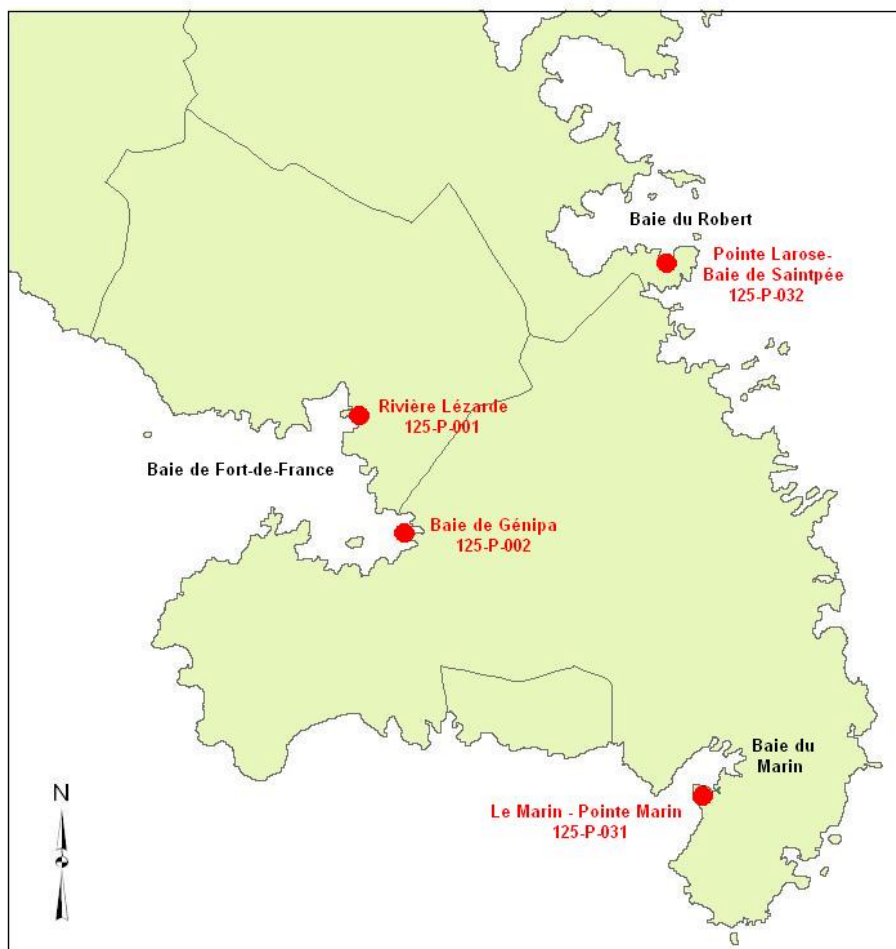 Baie du Robert
Pointe Larose-
Baie de Saintpée
125-P-032
Rivière Lézarde
125-P-001
Baie de Fort-de-France
Baie de Génipa
125-P-002
Baie du
Marin
Le Marin - Pointe Marin
125-P-031
N